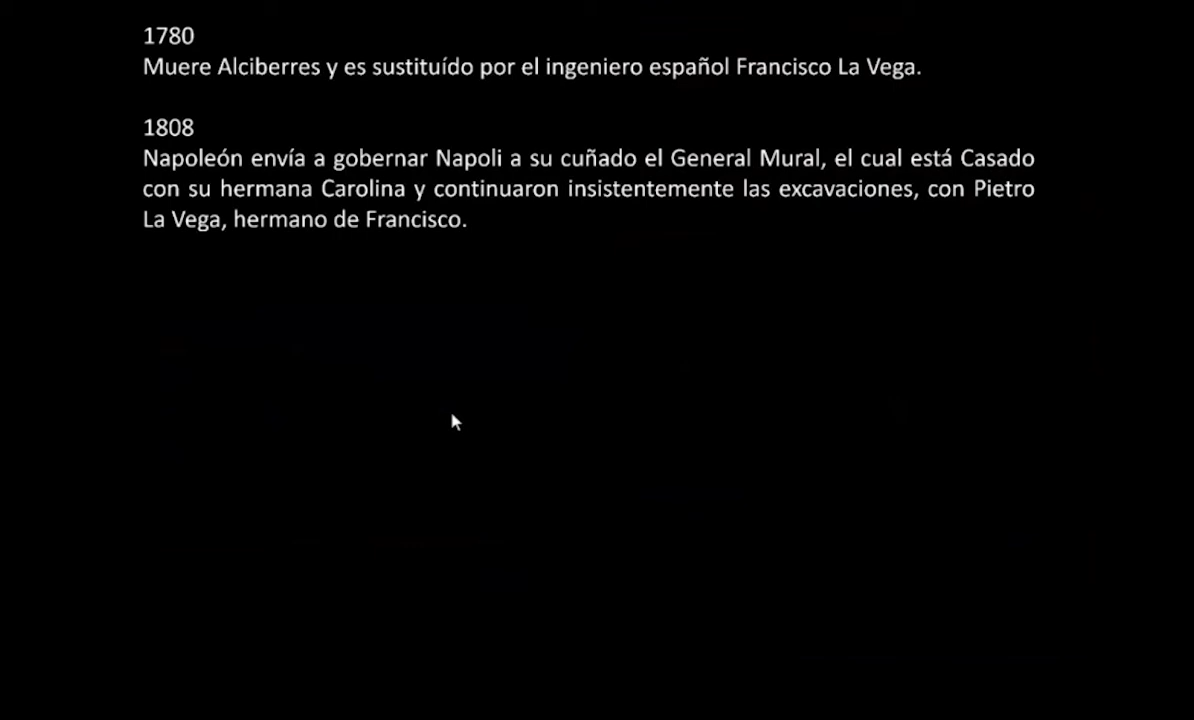 1780
Muere Alciberres y es sustituído por el ingeniero español Francisco La Vega.
1808
Napoleón envía a gobernar Napoli a su cuñado el General Mural, el cual está Casado
con su hermana Carolina y continuaron insistentemente las excavaciones, con Pietro
La Vega, hermano de Francisco.